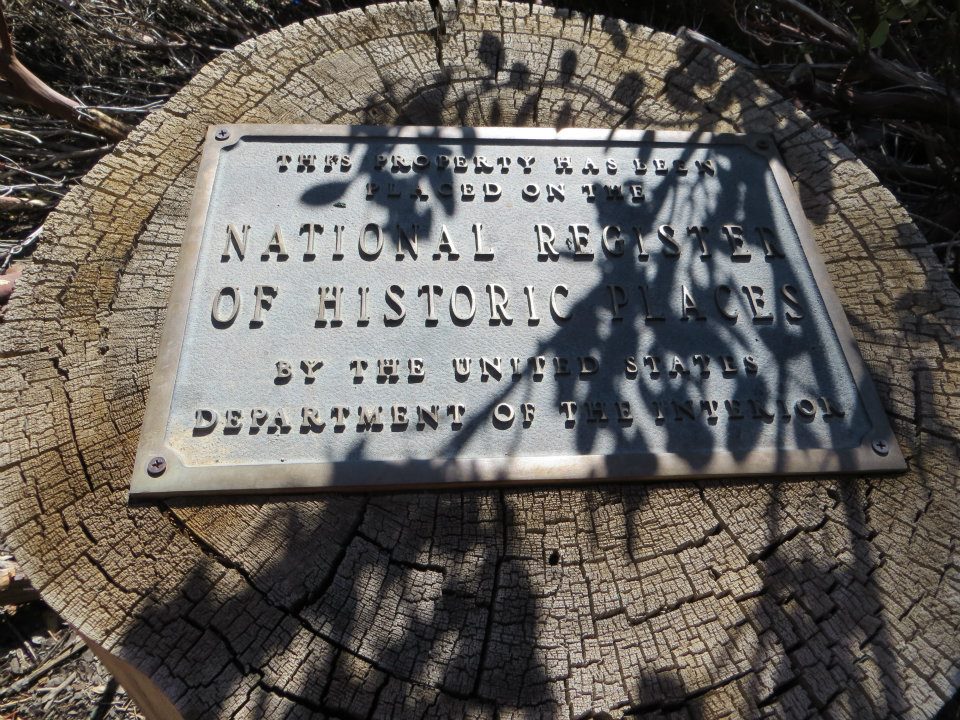 THIS PROPERTY HAS BEEN
PLACED ON THE
NATIONAL REGISTER
OF HISTORIC PLACES
BY THE UNITED STATES
DEPARTMENT OF THE INTERIOR